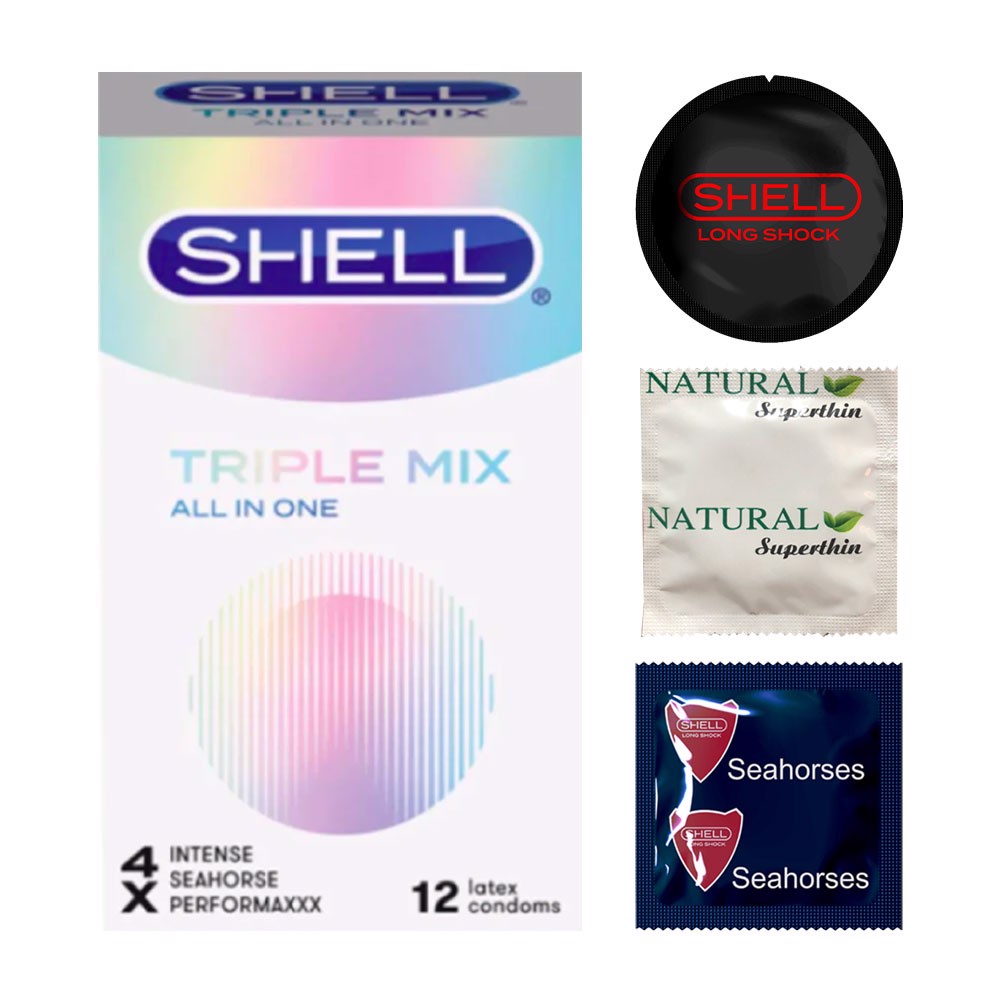 SHELL
TRIPLE MIX
ALL IN ONE
SHELL®
TRIPLE MIX
ALL IN ONE
4 X
INTENSE
SEAHORSE
PERFORMAXXX
12 latex condoms
SHELL
LONG SHOCK
NATURAL
Superthin
NATURAL
Superthin
SHELL
LONG SHOCK
Seahorses
SHELL
LONG SHOCK
Seahorses